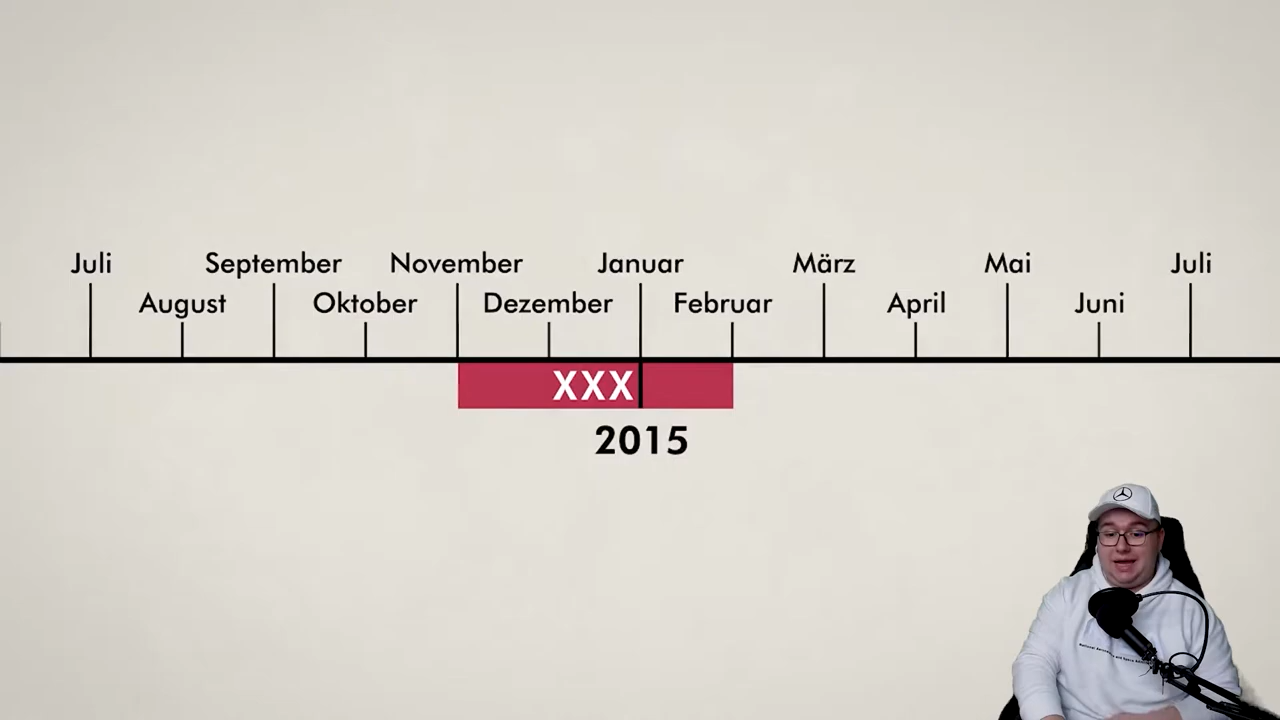 Juli
September
November
Januar
März
Mai
Juli
August
Oktober
Dezember
Februar
April
Juni
XXX
2015